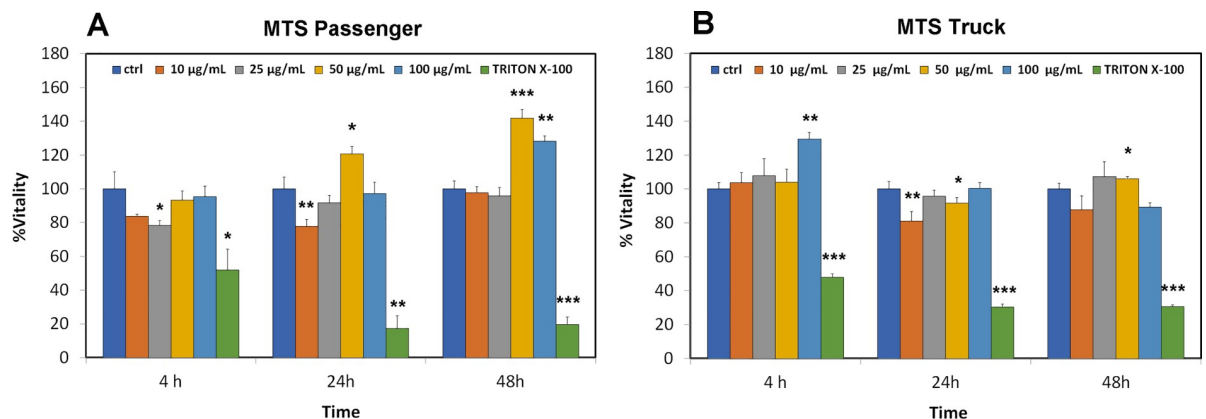 A
MTS Passenger
180
160
140
120
100
80
60
40
20
0
%Vitality
ctrl 10 µg/mL 25 µg/mL 50 µg/mL 100 µg/mL TRITON X-100
*
*
**
*
**
***
**
***
4 h 24h 48h
Time
B
MTS Truck
180
160
140
120
100
80
60
40
20
0
% Vitality
ctrl 10 µg/mL 25 µg/mL 50 µg/mL 100 µg/mL TRITON X-100
**
***
**
*
***
*
***
4 h 24h 48h
Time